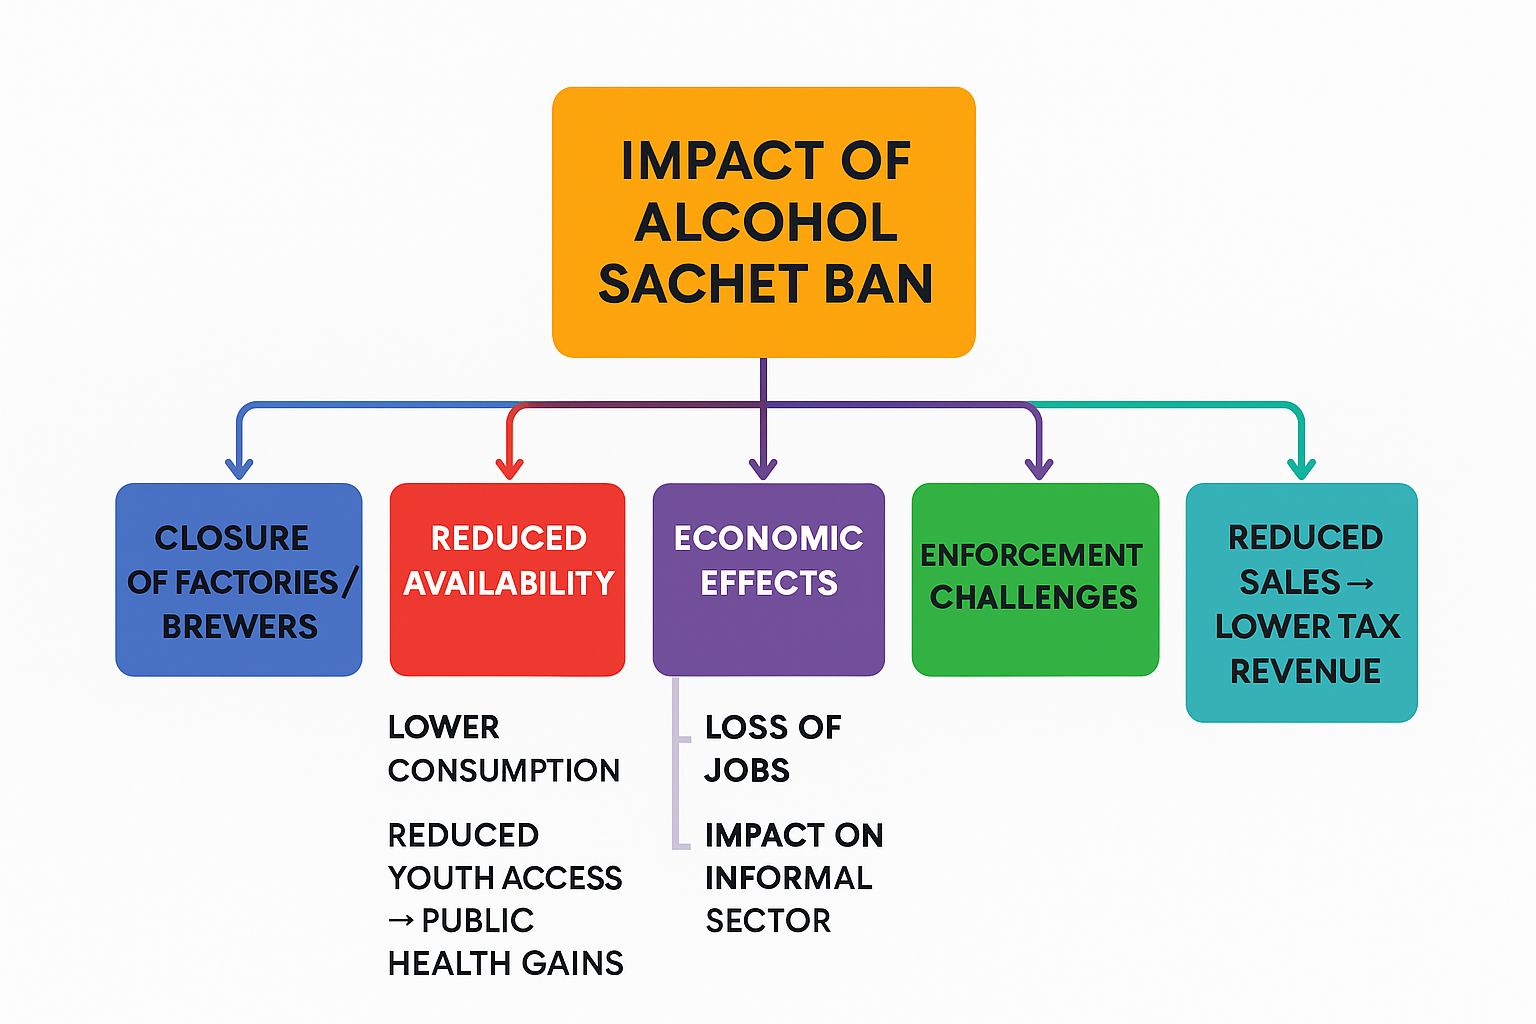 IMPACT OF
ALCOHOL
SACHET BAN
CLOSURE
OF FACTORIES/
BREWERS
REDUCED
AVAILABILITY
ECONOMIC
EFFECTS
ENFORCEMENT
CHALLENGES
REDUCED
SALES →
LOWER TAX
REVENUE
LOWER
CONSUMPTION
REDUCED
YOUTH ACCESS
→ PUBLIC
HEALTH GAINS
LOSS OF
JOBS
IMPACT ON
INFORMAL
SECTOR